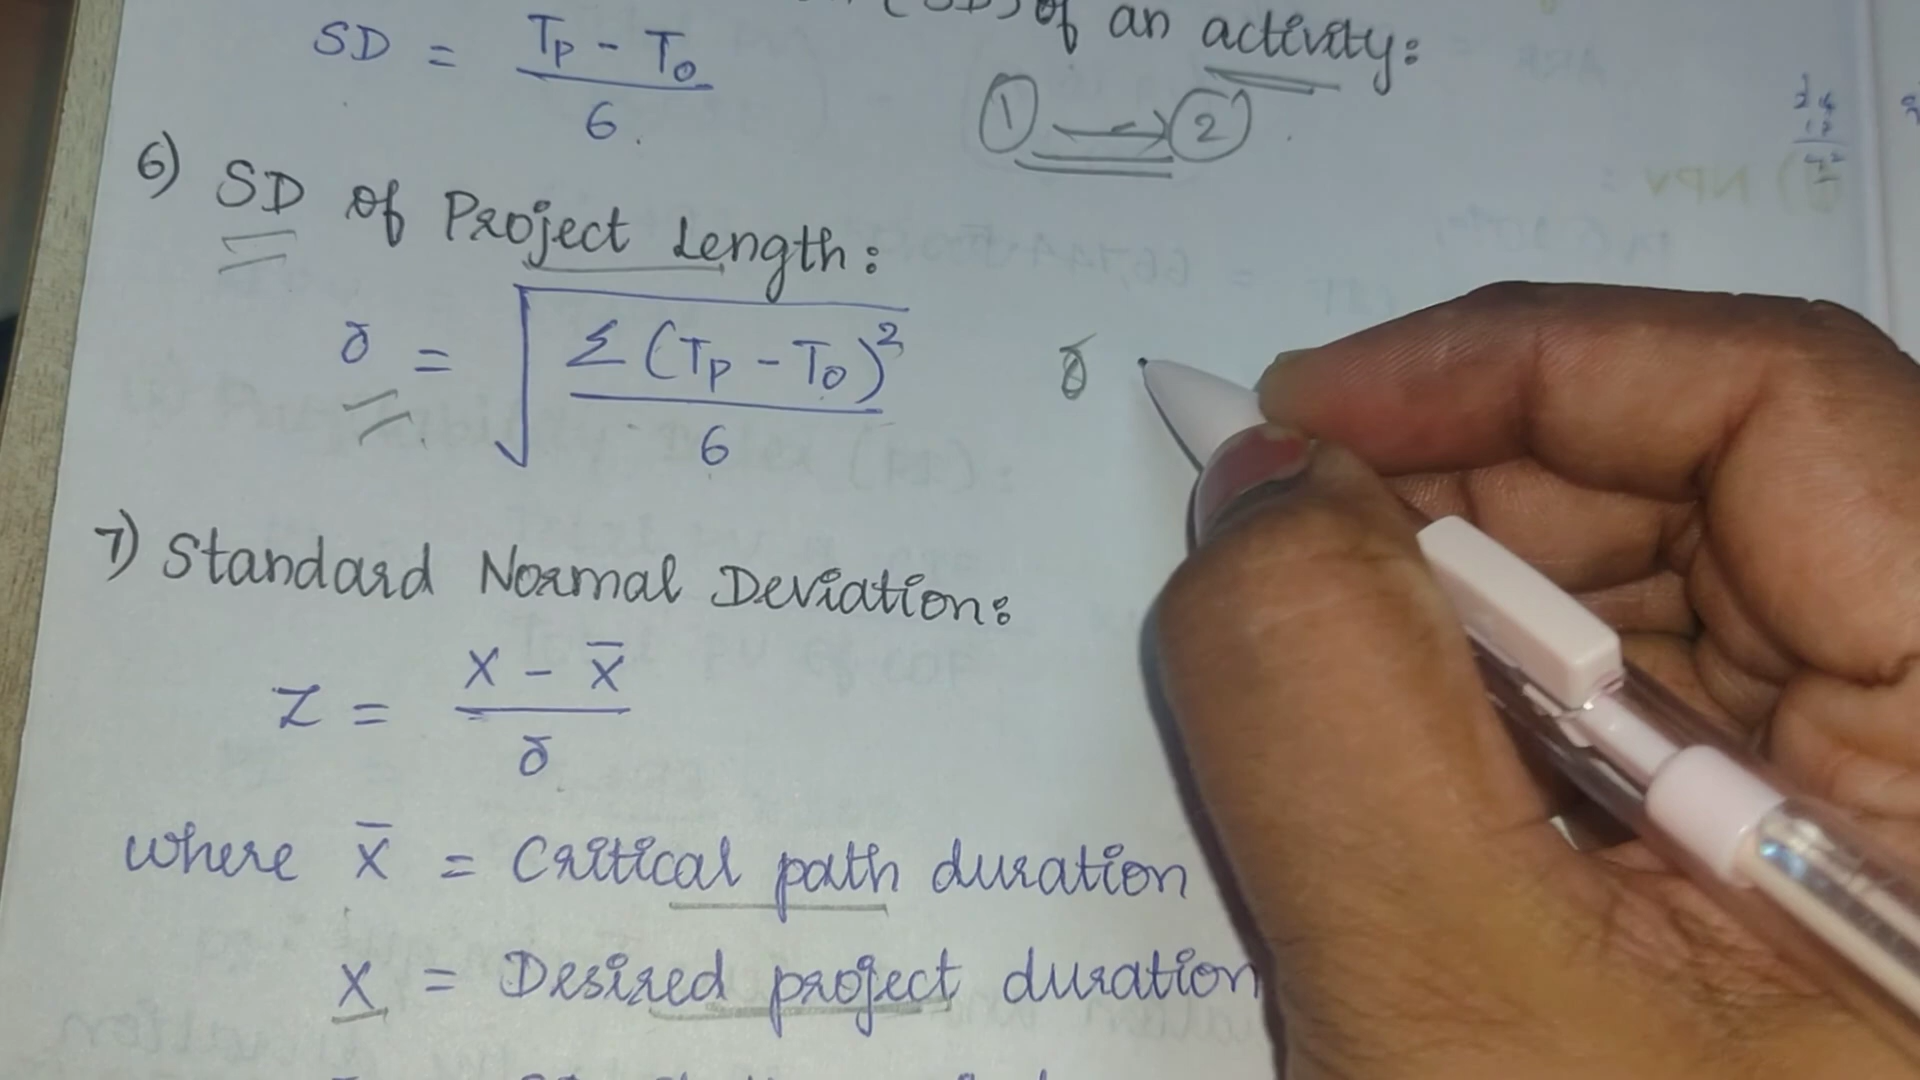 (SD) of an activity:
SD = Tp - To / 6.
1 → 2
6) SD of Project Length:
σ = √ Σ (Tp - To)² / 6
σ
7) Standard Normal Deviation:
Z = X - X̄ / σ
where X̄ = Critical path duration
X = Desired project duration